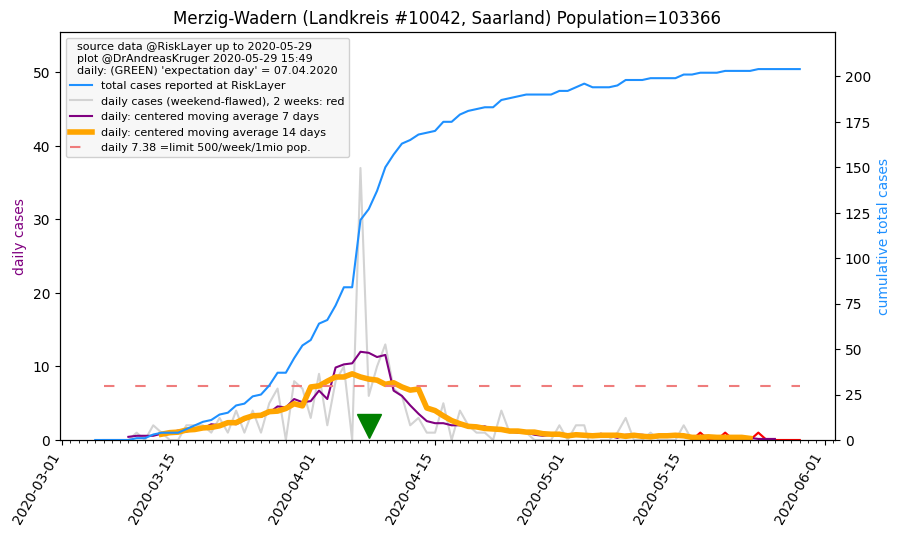 Merzig-Wadern (Landkreis #10042, Saarland) Population=103366
source data @RiskLayer up to 2020-05-29
plot @DrAndreasKruger 2020-05-29 15:49
daily: (GREEN) 'expectation day' = 07.04.2020
total cases reported at RiskLayer
daily cases (weekend-flawed), 2 weeks: red
daily: centered moving average 7 days
daily: centered moving average 14 days
daily 7.38 =limit 500/week/1mio pop.
daily cases
50
40
30
20
10
0
cumulative total cases
200
175
150
125
100
75
50
25
0
2020-03-01
2020-03-15
2020-04-01
2020-04-15
2020-05-01
2020-05-15
2020-06-01